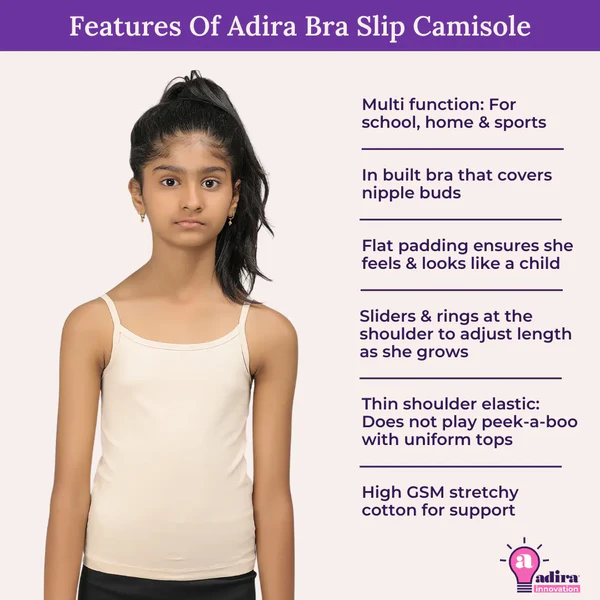 Features Of Adira Bra Slip Camisole
Multi function: For
school, home & sports
In built bra that covers
nipple buds
Flat padding ensures she
feels & looks like a child
Sliders & rings at the
shoulder to adjust length
as she grows
Thin shoulder elastic:
Does not play peek-a-boo
with uniform tops
High GSM stretchy
cotton for support
a
adira
innovation